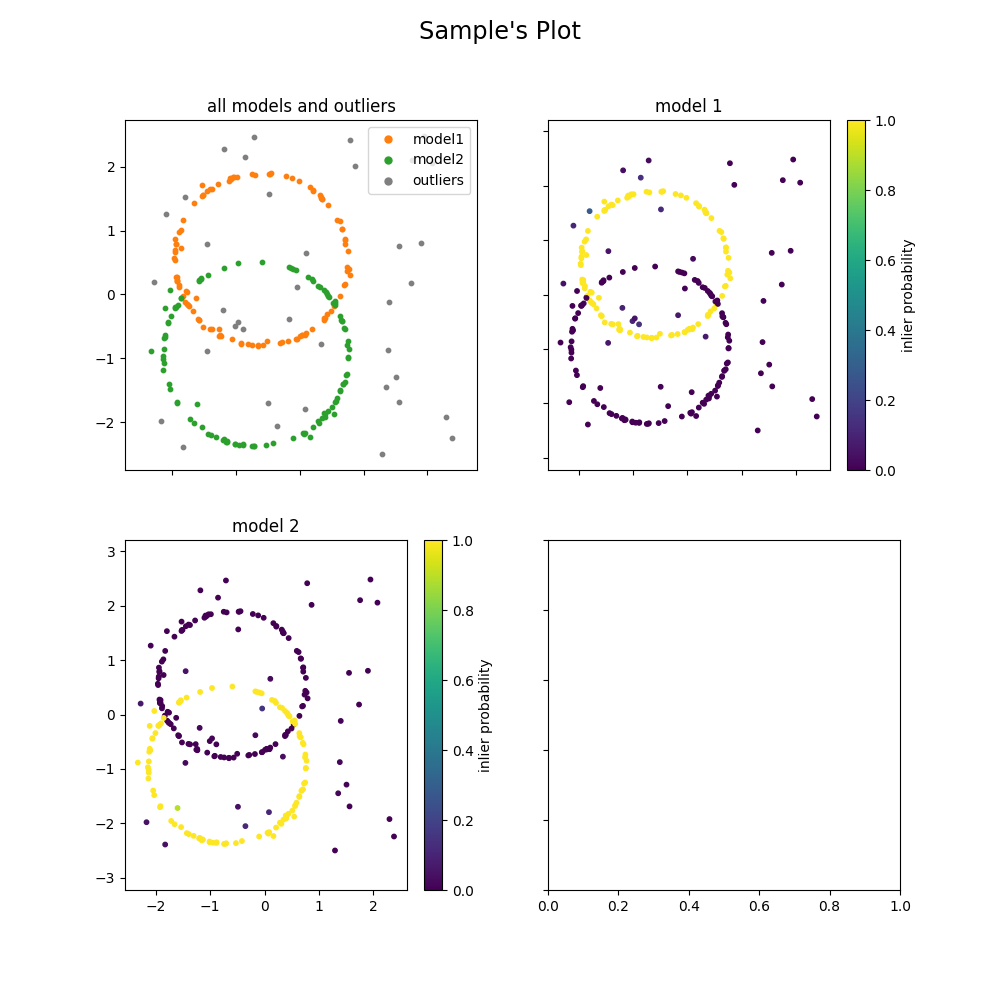 Sample's Plot
all models and outliers
model1
model2
outliers
2
1
0
−1
−2
model 1
1.0
0.8
0.6
0.4
0.2
0.0
inlier probability
model 2
3
2
1
0
−1
−2
−3
−2 −1 0 1 2
1.0
0.8
0.6
0.4
0.2
0.0
inlier probability
0.0 0.2 0.4 0.6 0.8 1.0